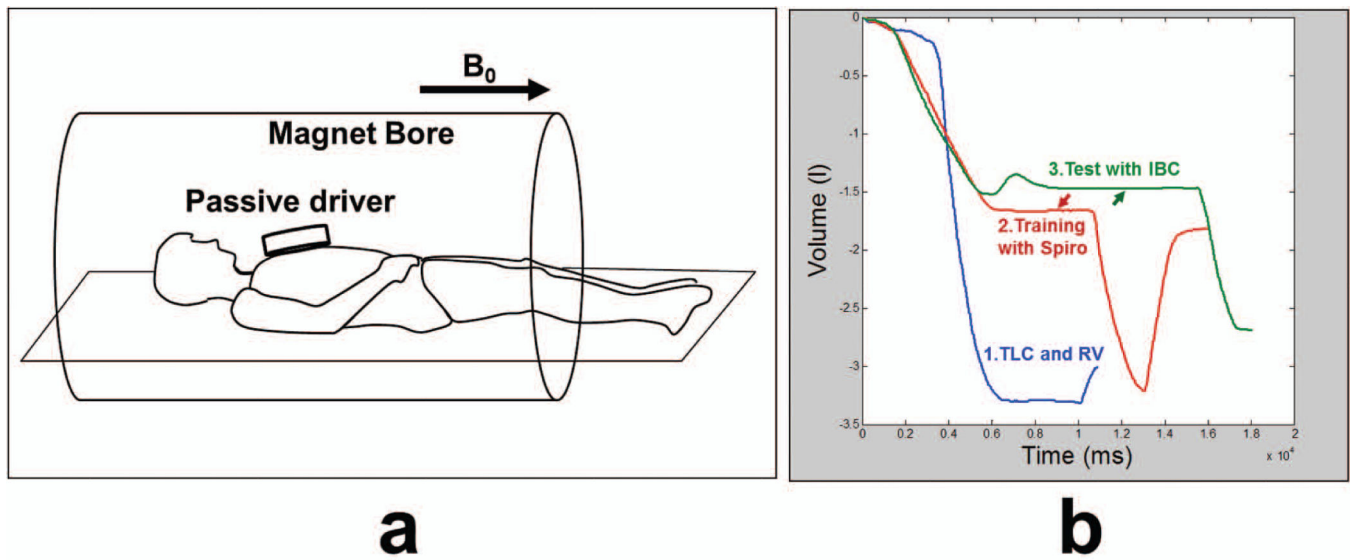 B₀
Magnet Bore
Passive driver
a
Volume (l)
0
-0.5
-1
-1.5
-2
-2.5
-3
-3.5
3.Test with IBC
2.Training
with Spiro
1.TLC and RV
0 0.2 0.4 0.6 0.8 1 1.2 1.4 1.6 1.8 2
Time (ms)
x 10⁴
b